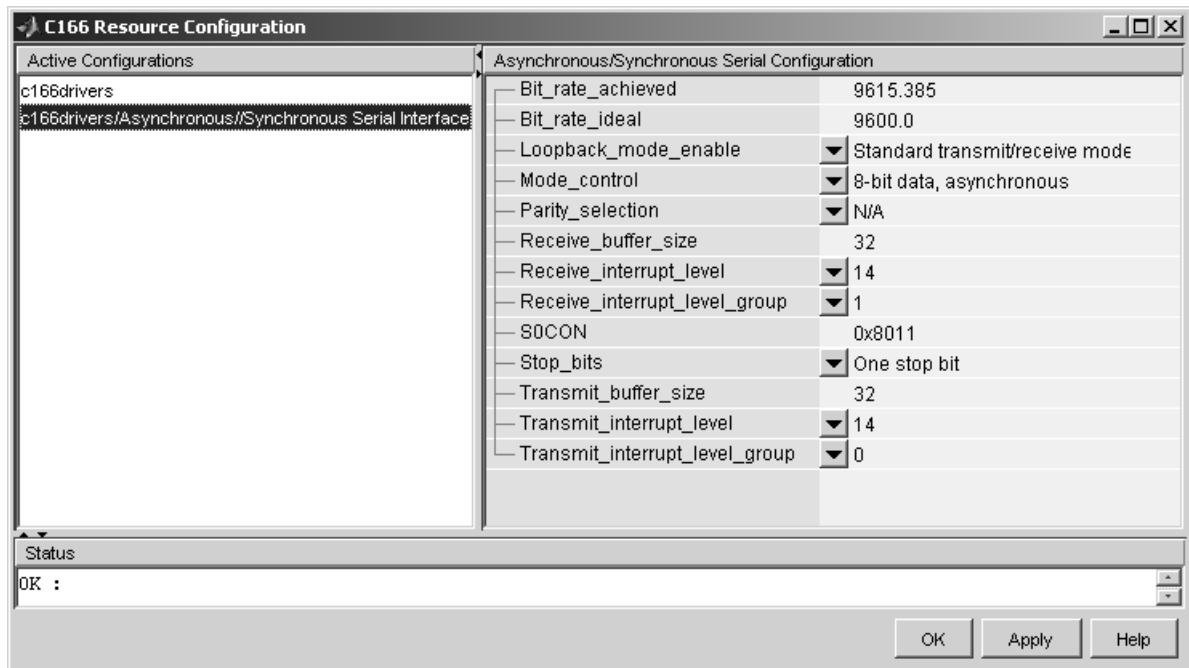 C166 Resource Configuration
Active Configurations
c166drivers
c166drivers/Asynchronous//Synchronous Serial Interface
Asynchronous/Synchronous Serial Configuration
Bit_rate_achieved 9615.385
Bit_rate_ideal 9600.0
Loopback_mode_enable Standard transmit/receive mode
Mode_control 8-bit data, asynchronous
Parity_selection N/A
Receive_buffer_size 32
Receive_interrupt_level 14
Receive_interrupt_level_group 1
S0CON 0x8011
Stop_bits One stop bit
Transmit_buffer_size 32
Transmit_interrupt_level 14
Transmit_interrupt_level_group 0
Status
OK :
OK Apply Help